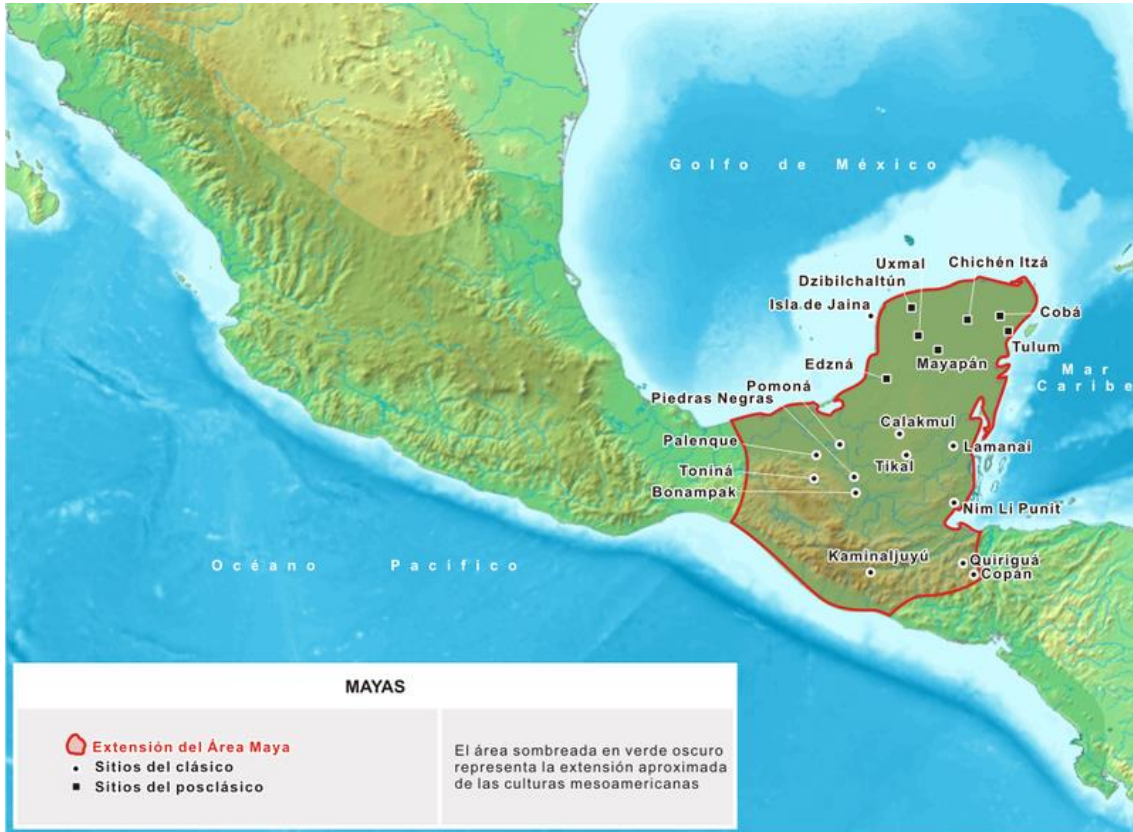 Golfo de México
Uxmal
Chichén Itzá
Dzibilchaltún
Isla de Jaina
Cobá
Tulum
Mayapán
Edzná
Mar
Caribe
Pomoná
Piedras Negras
Calakmul
Palenque
Lamanai
Toniná
Tikal
Bonampak
Nim Li Punit
Kaminaljuyú
Quiriguá
Copán
Océano Pacífico
MAYAS
Extensión del Área Maya
Sitios del clásico
Sitios del posclásico
El área sombreada en verde oscuro
representa la extensión aproximada
de las culturas mesoamericanas